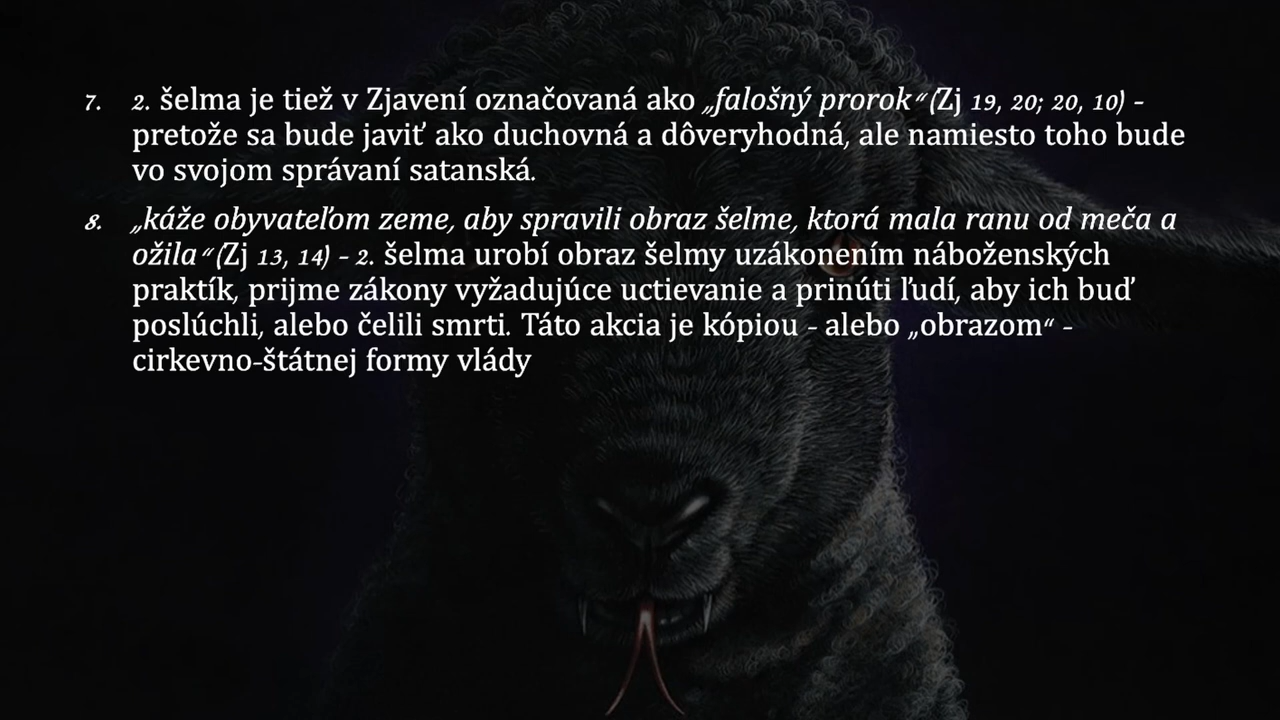 7. 2. šelma je tiež v Zjavení označovaná ako „falošný prorok“(Zj 19, 20; 20, 10) -
pretože sa bude javiť ako duchovná a dôveryhodná, ale namiesto toho bude
vo svojom správaní satanská.
8. „káže obyvateľom zeme, aby spravili obraz šelme, ktorá mala ranu od meča a
ožila“(Zj 13, 14) - 2. šelma urobí obraz šelmy uzákonením náboženských
praktík, prijme zákony vyžadujúce uctievanie a prinúti ľudí, aby ich buď
poslúchli, alebo čelili smrti. Táto akcia je kópiou - alebo „obrazom“ -
cirkevno-štátnej formy vlády